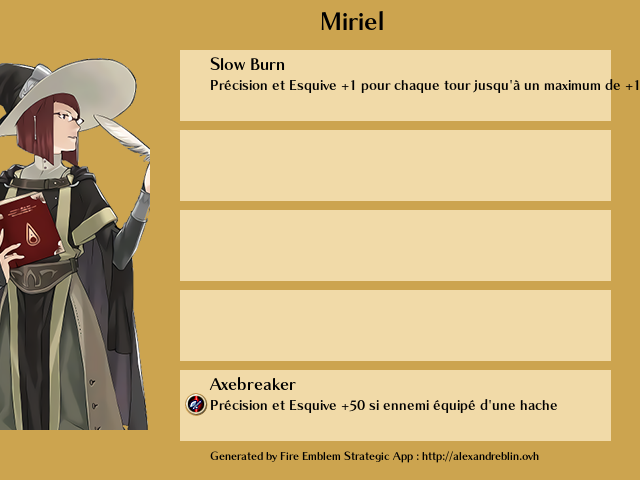 Miriel
Slow Burn
Précision et Esquive +1 pour chaque tour jusqu'à un maximum de +1
Axebreaker
Précision et Esquive +50 si ennemi équipé d'une hache
Generated by Fire Emblem Strategic App : http://alexandreblin.ovh